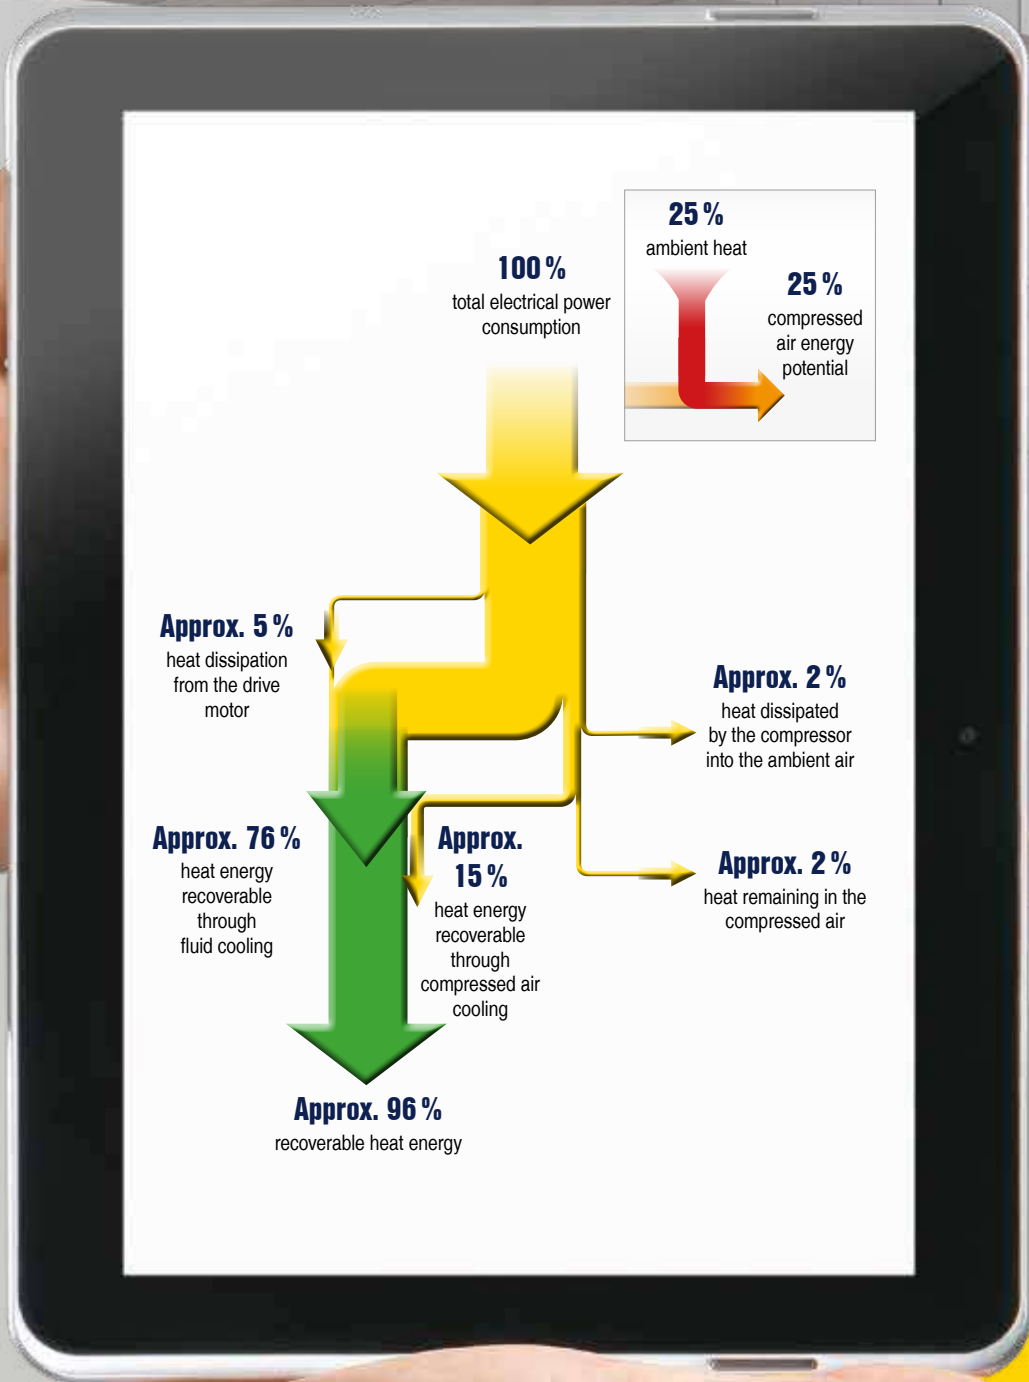 25 %
ambient heat
25 %
compressed
air energy
potential
100 %
total electrical power
consumption
Approx. 5 %
heat dissipation
from the drive
motor
Approx. 2 %
heat dissipated
by the compressor
into the ambient air
Approx. 76 %
heat energy
recoverable
through
fluid cooling
Approx.
15 %
heat energy
recoverable
through
compressed air
cooling
Approx. 2 %
heat remaining in the
compressed air
Approx. 96 %
recoverable heat energy